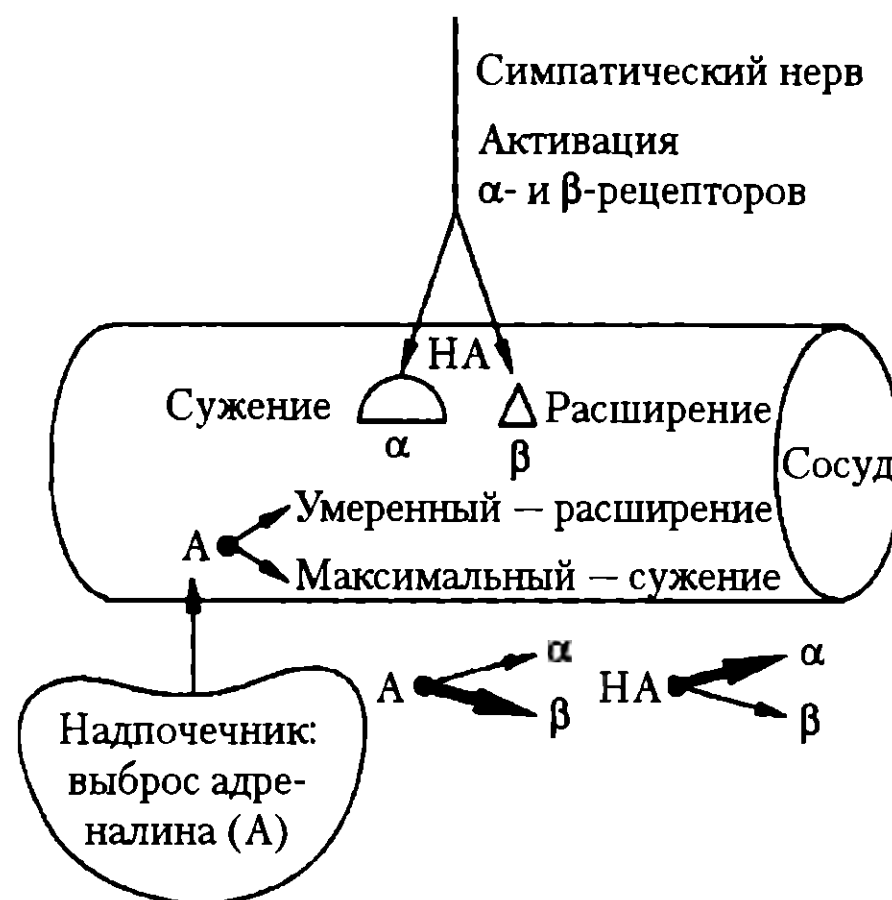 Симпатический нерв
Активация
α- и β-рецепторов
НА
Сужение
Расширение
α
β
Сосуд
Умеренный — расширение
А
Максимальный — сужение
А
α
β
НА
α
β
Надпочечник:
выброс адре-
налина (А)